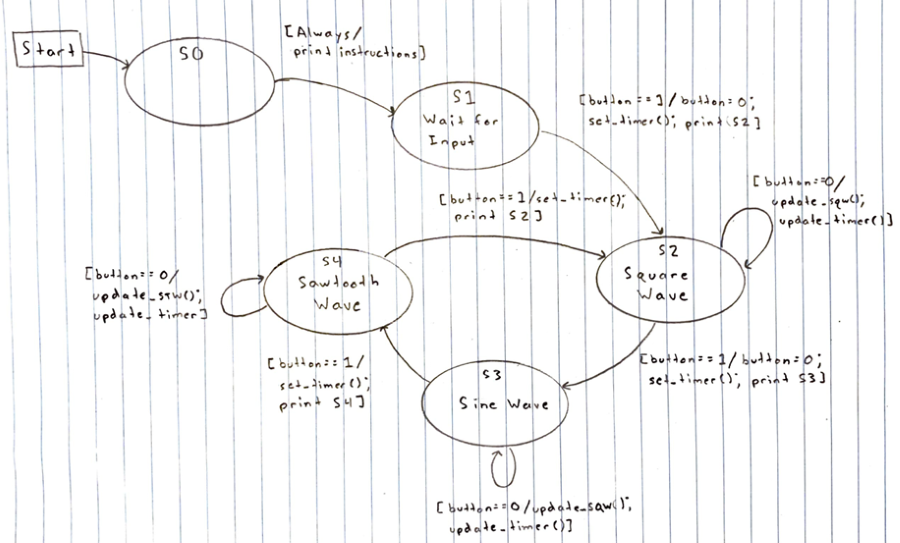 Start
S0
[Always/
print instructions]
S1
Wait for
Input
[button==1/button=0;
set_timer(); print(S2]
[button==0/
update_sqw();
update_timer()]
[button==1/set_timer();
print S2]
S2
Square
Wave
S4
Sawtooth
Wave
[button==0/
update_stw();
update_timer]
[button==1/button=0;
set_timer(); print S3]
[button==1/
set_timer();
print S4]
S3
Sine Wave
[button==0/update_sqw();
update_timer()]